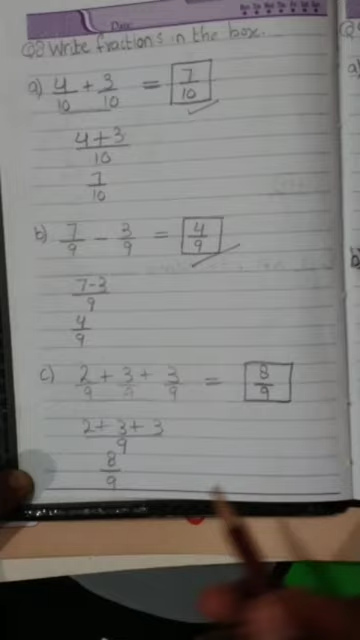 Date
Q8 Write fractions in the box.
a) 4/10 + 3/10 = 7/10
4+3/10
7/10
b) 7/9 - 3/9 = 4/9
7-3/9
4/9
c) 2/9 + 3/9 + 3/9 = 8/9
2+3+3/9
8/9
a)
b)